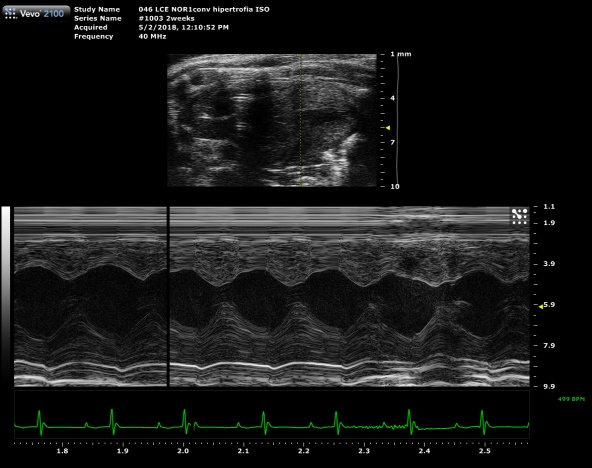 Vevo 2100
Study Name 046 LCE NOR1conv hipertrofia ISO
Series Name #1003 2weeks
Acquired 5/2/2018, 12:10:52 PM
Frequency 40 MHz
1 mm
4
7
10
1.1
1.9
3.9
5.9
7.9
9.9
499 BPM
1.8 1.9 2.0 2.1 2.2 2.3 2.4 2.5